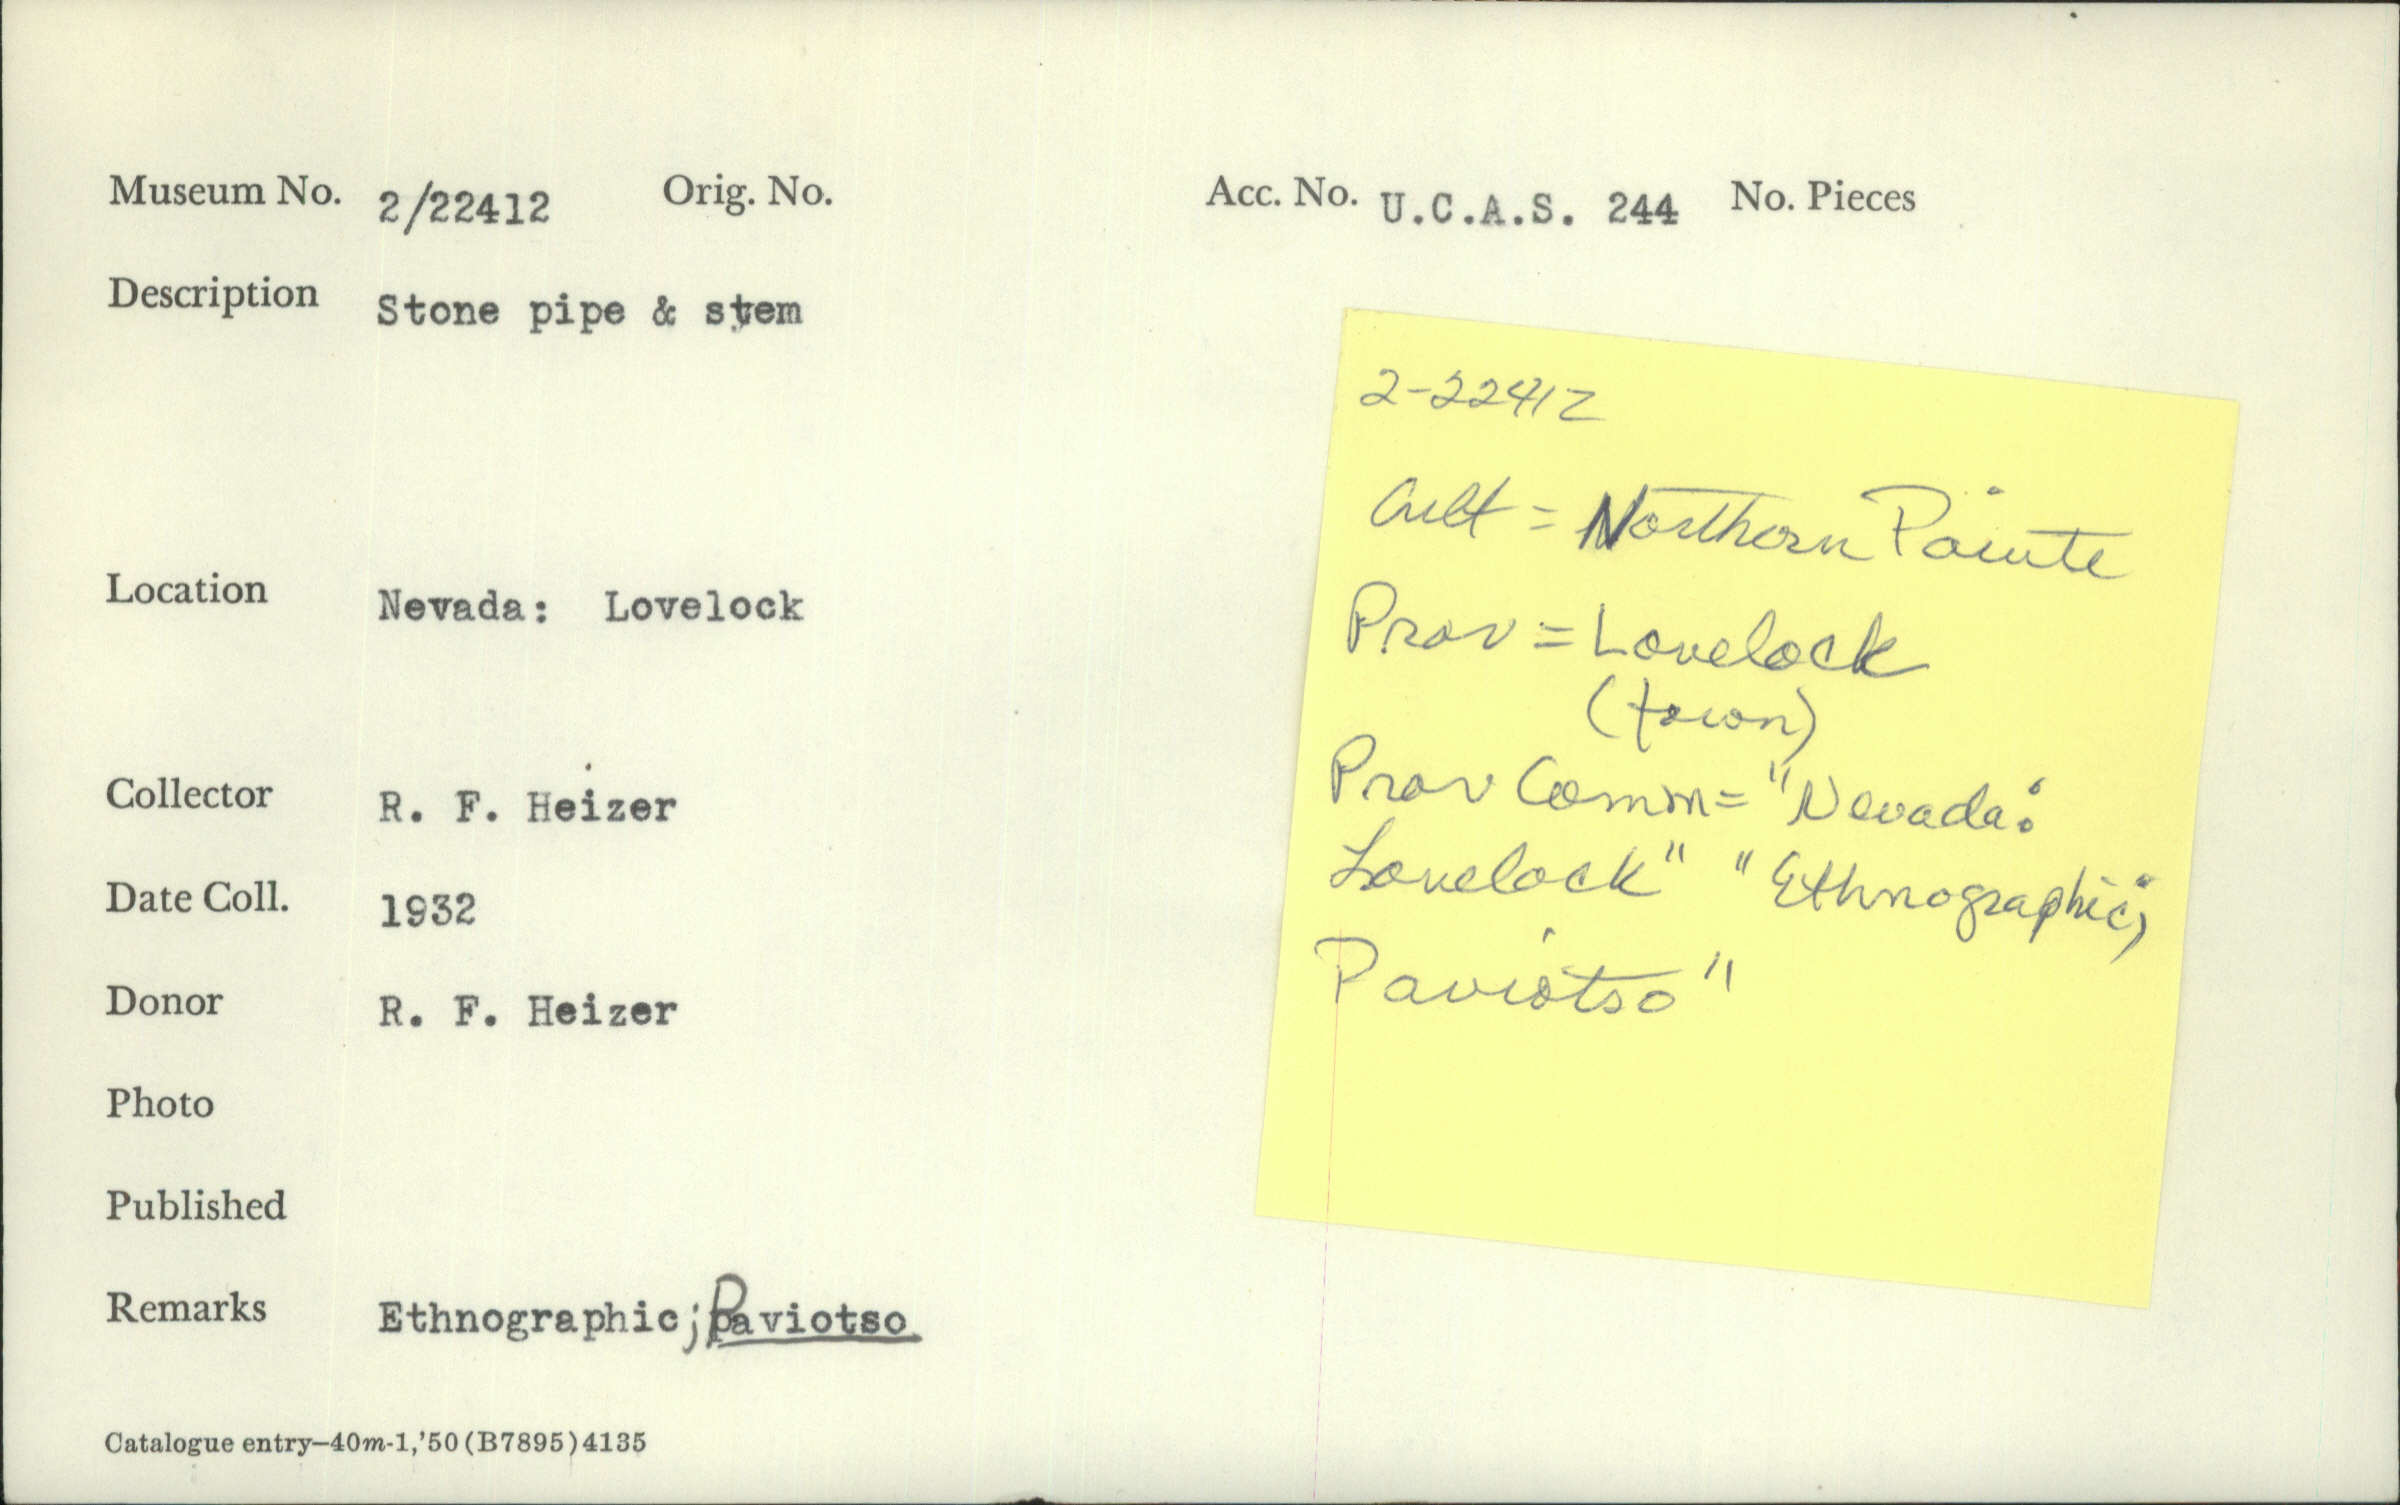 Museum No. 2/22412 Orig. No. Acc. No. U.C.A.S. 244 No. Pieces
Description Stone pipe & stem
Location Nevada: Lovelock
Collector R. F. Heizer
Date Coll. 1932
Donor R. F. Heizer
Photo
Published
Remarks Ethnographic; Paviotso
Catalogue entry—40m-1,'50 (B7895) 4135
2-22412
Cult = Northern Paiute
Prov = Lovelock
(town)
Prov Comm = "Nevada:
Lovelock" "Ethnographic;
Paviotso"